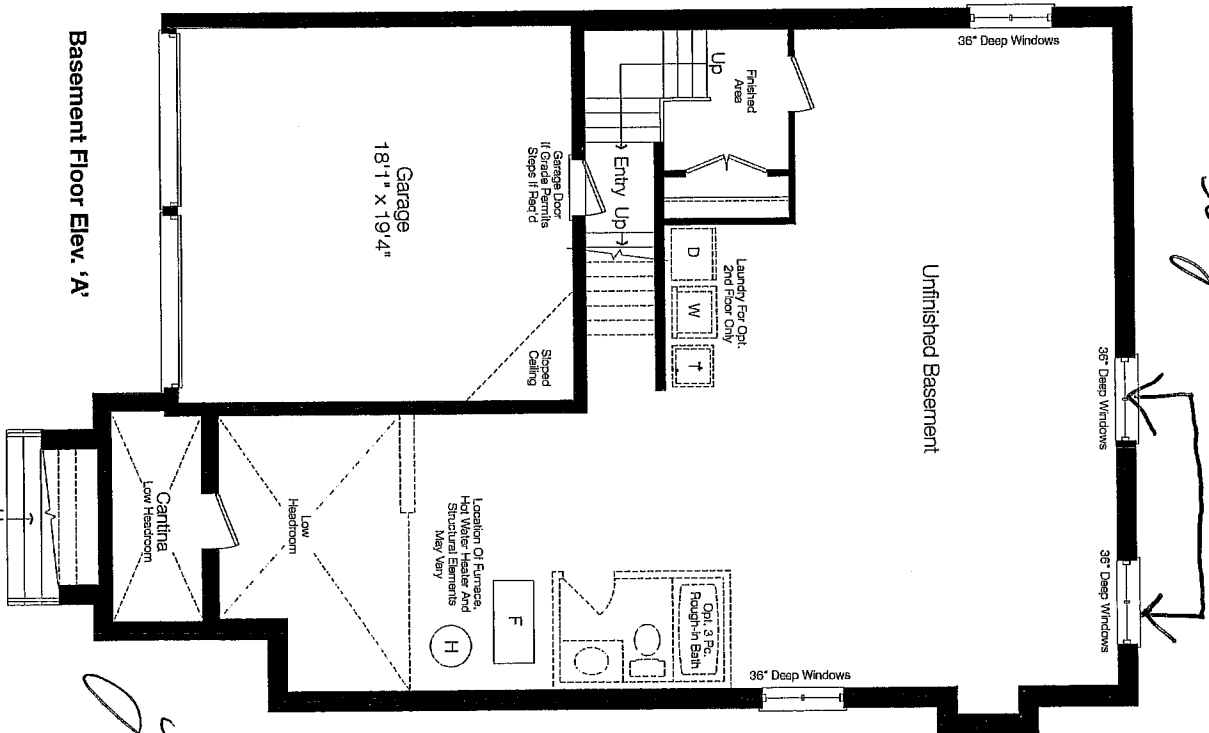 Basement Floor Elev. 'A'
Garage
18'1" x 19'4"
Garage Door
If Grade Permits
Steps If Req'd
Sloped
Ceiling
Up
Finished
Area
Entry
Up
D
W
T
Laundry For Opt.
2nd Floor Only
Unfinished Basement
36" Deep Windows
36" Deep Windows
36" Deep Windows
36" Deep Windows
Opt. 3 Pc.
Rough-in Bath
F
H
Location Of Furnace,
Hot Water Heater And
Structural Elements
May Vary
Low
Headroom
Cantina
Low Headroom